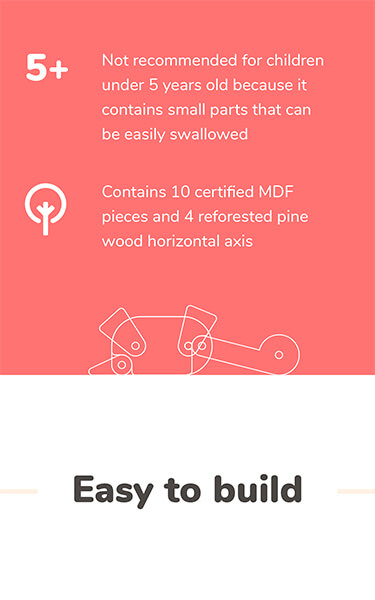 5+
Not recommended for children
under 5 years old because it
contains small parts that can
be easily swallowed
Contains 10 certified MDF
pieces and 4 reforested pine
wood horizontal axis
Easy to build